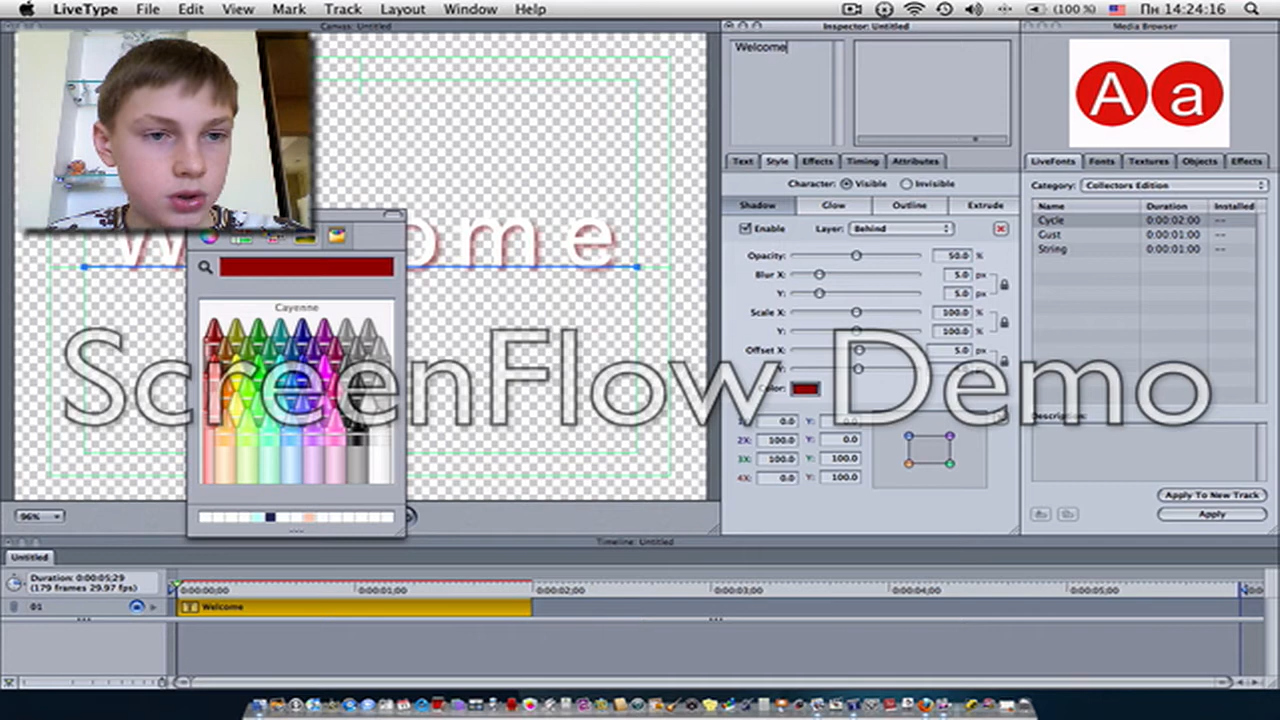 LiveType File Edit View Mark Track Layout Window Help (100 %) Пн 14:24:16
Canvas: Untitled
Inspector: Untitled
Media Browser
Welcome
A a
Text Style Effects Timing Attributes
LiveFonts Fonts Textures Objects Effects
Character: Visible Invisible
Category: Collectors Edition
Shadow Glow Outline Extrude
Name Duration Installed
Cycle 0:00:02:00 --
Gust 0:00:01:00 --
String 0:00:01:00 --
Enable Layer: Behind
Opacity: 50.0 %
Blur X: 5.0 px
Y: 5.0 px
Scale X: 100.0 %
Y: 100.0 %
Offset X: 5.0 px
Color:
0.0 Y:
2X: 100.0 Y: 0.0
3X: 100.0 Y: 100.0
4X: 0.0 Y: 100.0
Description:
Apply To New Track
Apply
W ome
Cayenne
ScreenFlow Demo
96%
Timeline: Untitled
Untitled
Duration: 0:00:05;29
(179 frames 29.97 fps)
0:00:00;00 0:00:01;00 0:00:02;00 0:00:03;00 0:00:04;00 0:00:05;00
01 Welcome